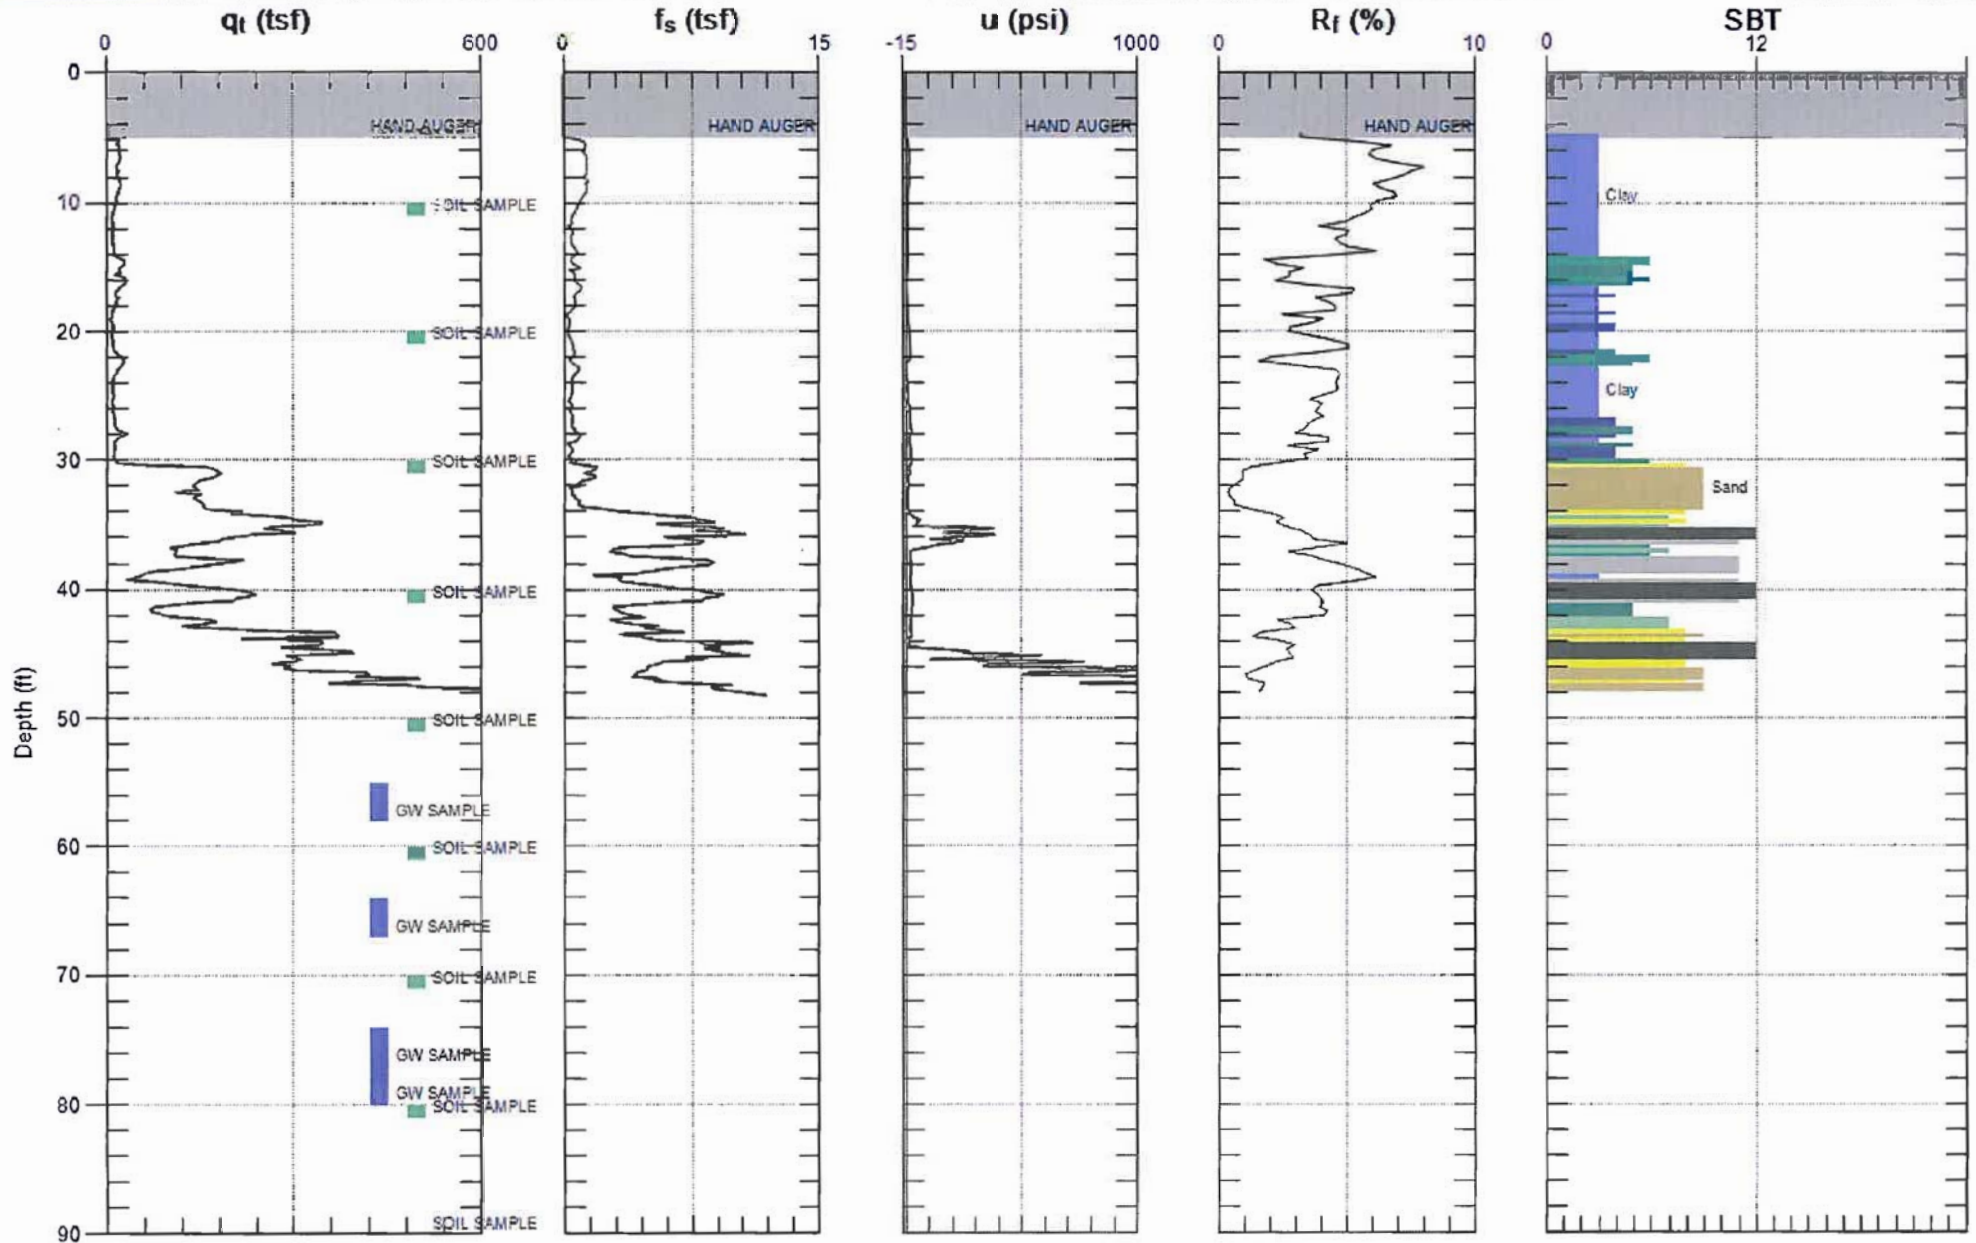 qt (tsf) fs (tsf) u (psi) Rf (%) SBT
0 600 0 15 -15 1000 0 10 0 12
0
HAND AUGER HAND AUGER HAND AUGER HAND AUGER
Clay
10 SOIL SAMPLE
20 SOIL SAMPLE
Clay
30 SOIL SAMPLE
Sand
40 SOIL SAMPLE
50 SOIL SAMPLE
Depth (ft)
GW SAMPLE
60 SOIL SAMPLE
GW SAMPLE
70 SOIL SAMPLE
GW SAMPLE
GW SAMPLE
80 SOIL SAMPLE
SOIL SAMPLE
90